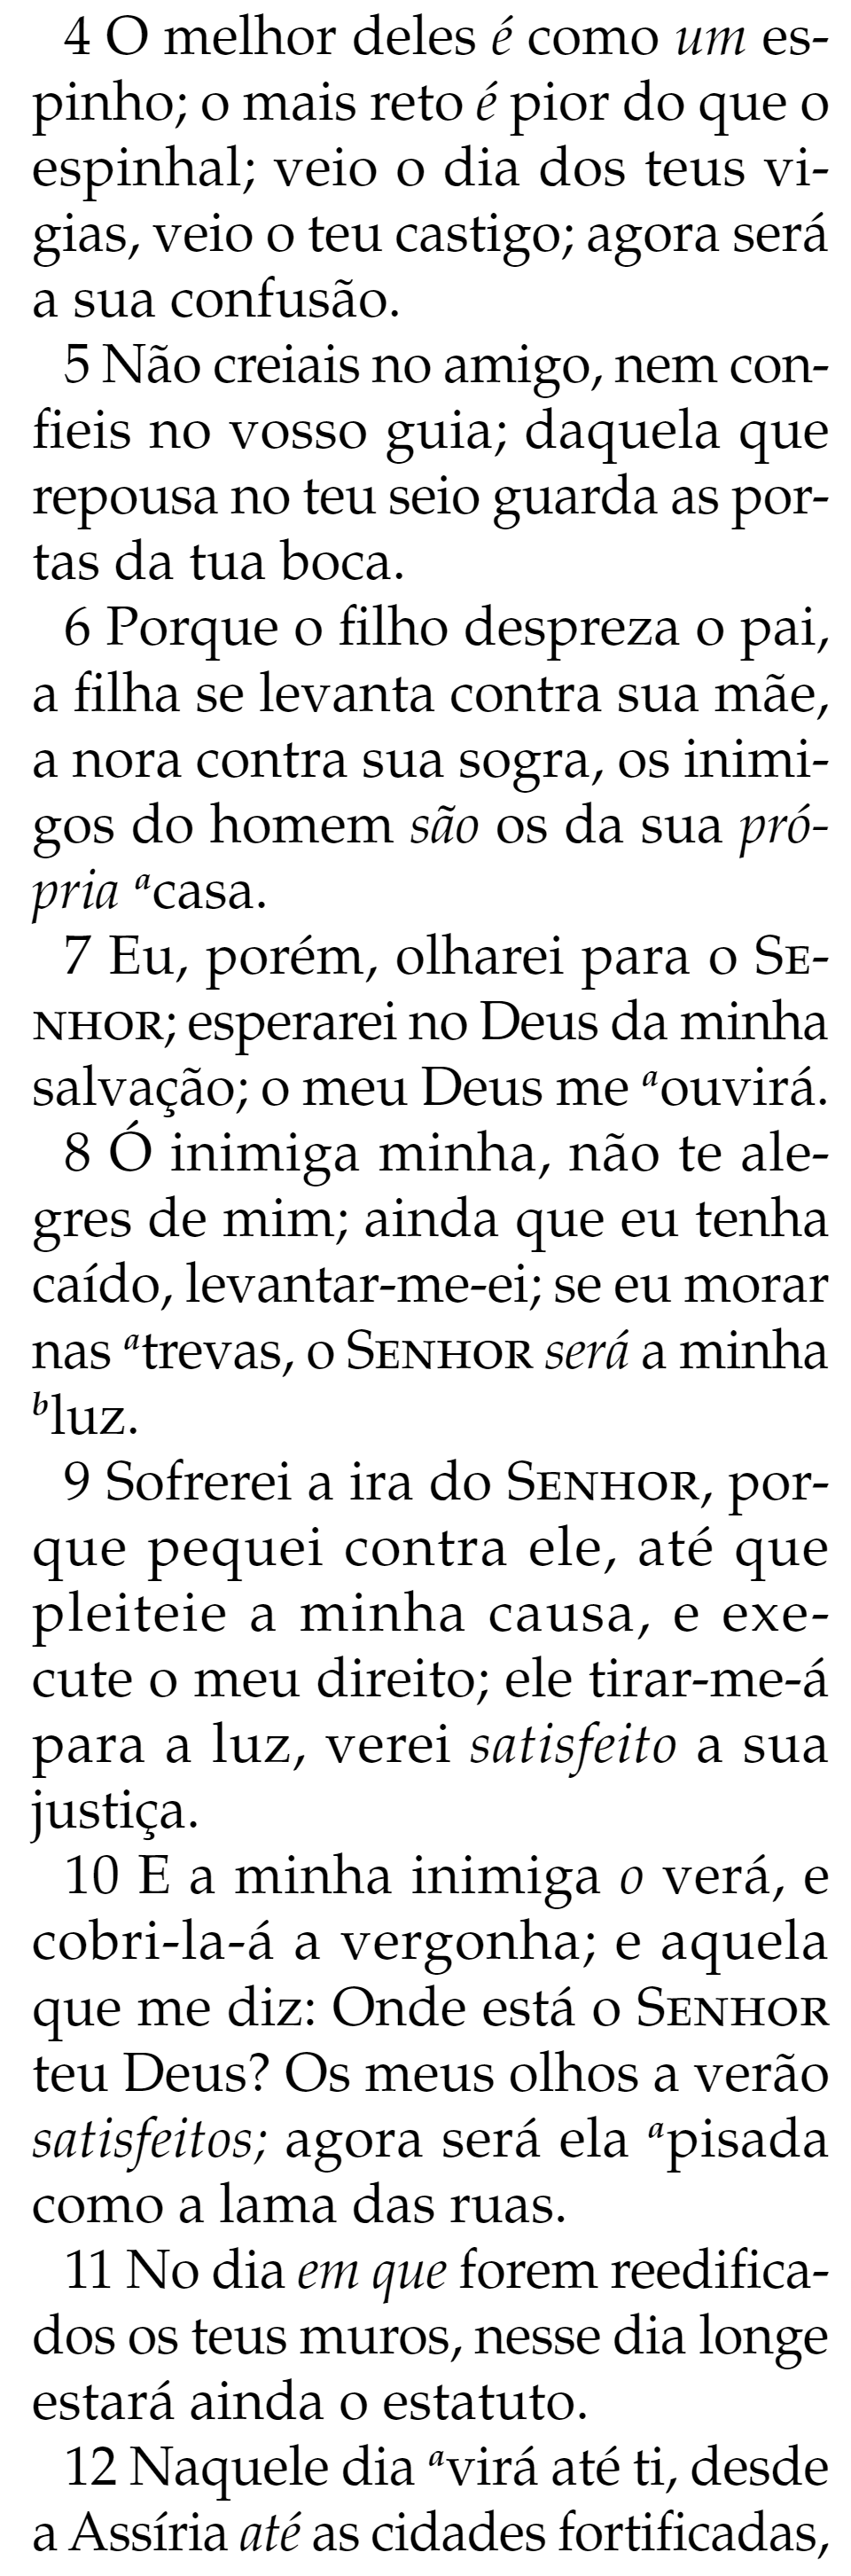 4 O melhor deles é como um es-
pinho; o mais reto é pior do que o
espinhal; veio o dia dos teus vi-
gias, veio o teu castigo; agora será
a sua confusão.
5 Não creiais no amigo, nem con-
fieis no vosso guia; daquela que
repousa no teu seio guarda as por-
tas da tua boca.
6 Porque o filho despreza o pai,
a filha se levanta contra sua mãe,
a nora contra sua sogra, os inimi-
gos do homem são os da sua pró-
pria ᵃcasa.
7 Eu, porém, olharei para o SE-
NHOR; esperarei no Deus da minha
salvação; o meu Deus me ᵃouvirá.
8 Ó inimiga minha, não te ale-
gres de mim; ainda que eu tenha
caído, levantar-me-ei; se eu morar
nas ᵃtrevas, o SENHOR será a minha
ᵇluz.
9 Sofrerei a ira do SENHOR, por-
que pequei contra ele, até que
pleiteie a minha causa, e exe-
cute o meu direito; ele tirar-me-á
para a luz, verei satisfeito a sua
justiça.
10 E a minha inimiga o verá, e
cobri-la-á a vergonha; e aquela
que me diz: Onde está o SENHOR
teu Deus? Os meus olhos a verão
satisfeitos; agora será ela ᵃpisada
como a lama das ruas.
11 No dia em que forem reedifica-
dos os teus muros, nesse dia longe
estará ainda o estatuto.
12 Naquele dia ᵃvirá até ti, desde
a Assíria até as cidades fortificadas,